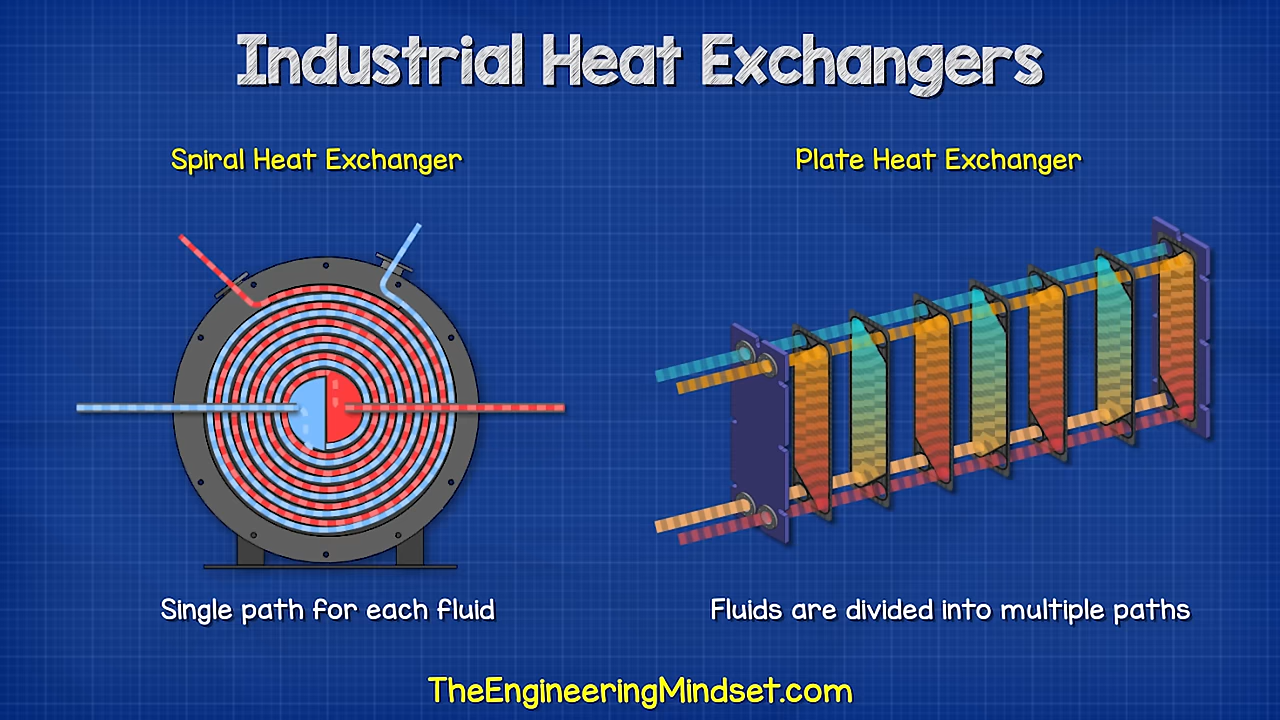 Industrial Heat Exchangers
Spiral Heat Exchanger
Plate Heat Exchanger
Single path for each fluid
Fluids are divided into multiple paths
TheEngineeringMindset.com